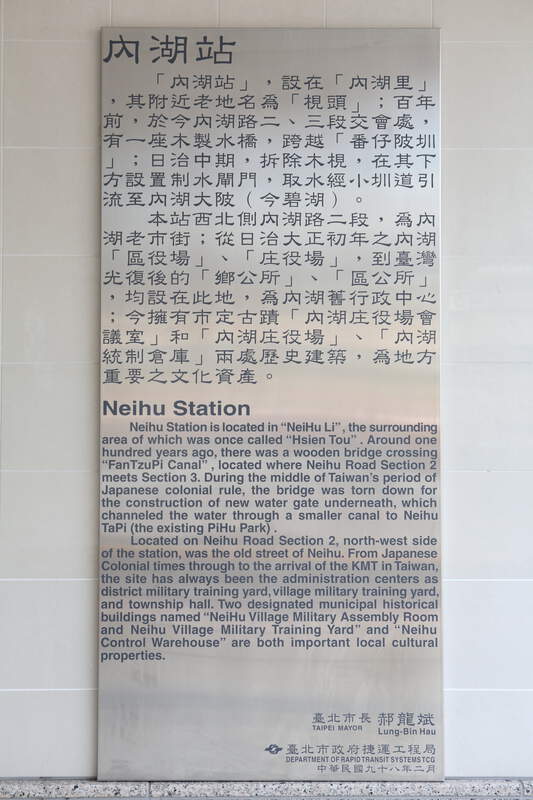 內湖站
「內湖站」，設在「內湖里」
，其附近老地名為「梘頭」；百年
前，於今內湖路二、三段交會處，
有一座木製水橋，跨越「番仔陂圳
」；日治中期，拆除木梘，在其下
方設置制水閘門，取水經小圳道引
流至內湖大陂（今碧湖）。
本站西北側內湖路二段，為內
湖老市街；從日治大正初年之內湖
「區役場」、「庄役場」，到臺灣
光復後的「鄉公所」、「區公所」
，均設在此地，為內湖舊行政中心
；今擁有市定古蹟「內湖庄役場會
議室」和「內湖庄役場」、「內湖
統制倉庫」兩處歷史建築，為地方
重要之文化資產。
Neihu Station
Neihu Station is located in “NeiHu Li”, the surrounding
area of which was once called “Hsien Tou” . Around one
hundred years ago, there was a wooden bridge crossing
“FanTzuPi Canal” , located where Neihu Road Section 2
meets Section 3. During the middle of Taiwan's period of
Japanese colonial rule, the bridge was torn down for
the construction of new water gate underneath, which
channeled the water through a smaller canal to Neihu
TaPi (the existing PiHu Park) .
Located on Neihu Road Section 2, north-west side
of the station, was the old street of Neihu. From Japanese
Colonial times through to the arrival of the KMT in Taiwan,
the site has always been the administration centers as
district military training yard, village military training yard,
and township hall. Two designated municipal historical
buildings named “NeiHu Village Military Assembly Room
and Neihu Village Military Training Yard” and “Neihu
Control Warehouse” are both important local cultural
properties.
臺北市長 郝龍斌
TAIPEI MAYOR Lung-Bin Hau
臺北市政府捷運工程局
DEPARTMENT OF RAPID TRANSIT SYSTEMS TCG
中華民國九十八年二月